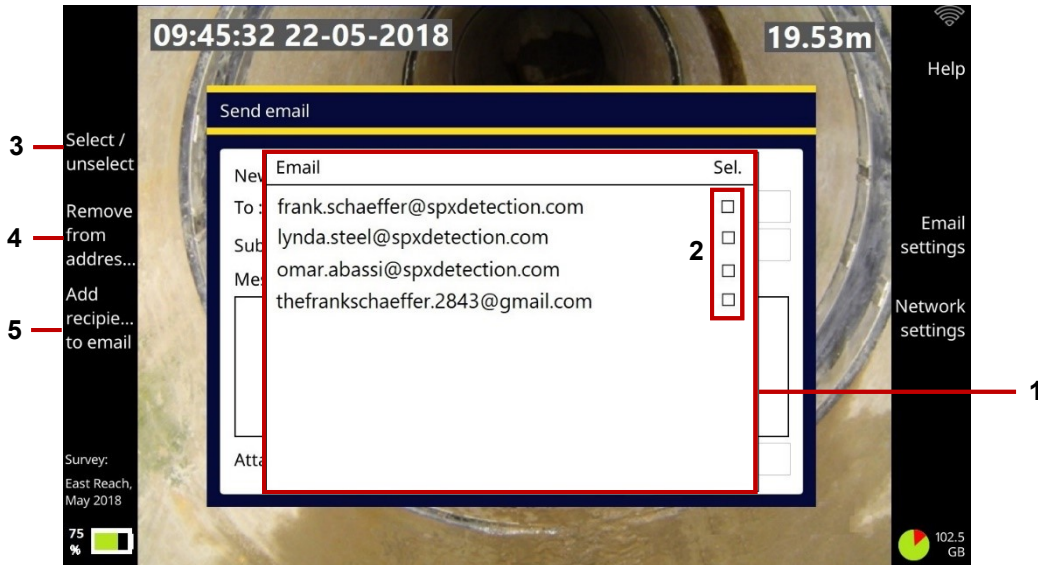 09:45:32 22-05-2018
19.53m
Help
Send email
3
Select /
unselect
Email
Sel.
New
To :
frank.schaeffer@spxdetection.com
Remove
from
addres...
4
Sub
lynda.steel@spxdetection.com
2
Email
settings
Mes
omar.abassi@spxdetection.com
thefrankschaeffer.2843@gmail.com
Add
recipie...
to email
5
Network
settings
1
Atta
Survey:
East Reach,
May 2018
75
%
102.5
GB